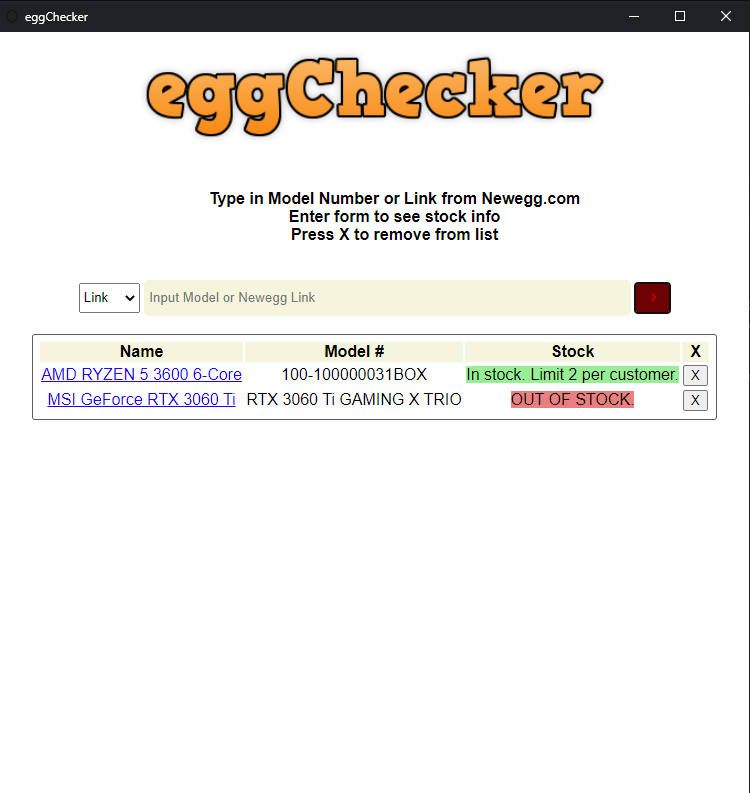 eggChecker
eggChecker
Type in Model Number or Link from Newegg.com
Enter form to see stock info
Press X to remove from list
Link Input Model or Newegg Link >
Name Model # Stock X
AMD RYZEN 5 3600 6-Core 100-100000031BOX In stock. Limit 2 per customer. X
MSI GeForce RTX 3060 Ti RTX 3060 Ti GAMING X TRIO OUT OF STOCK. X